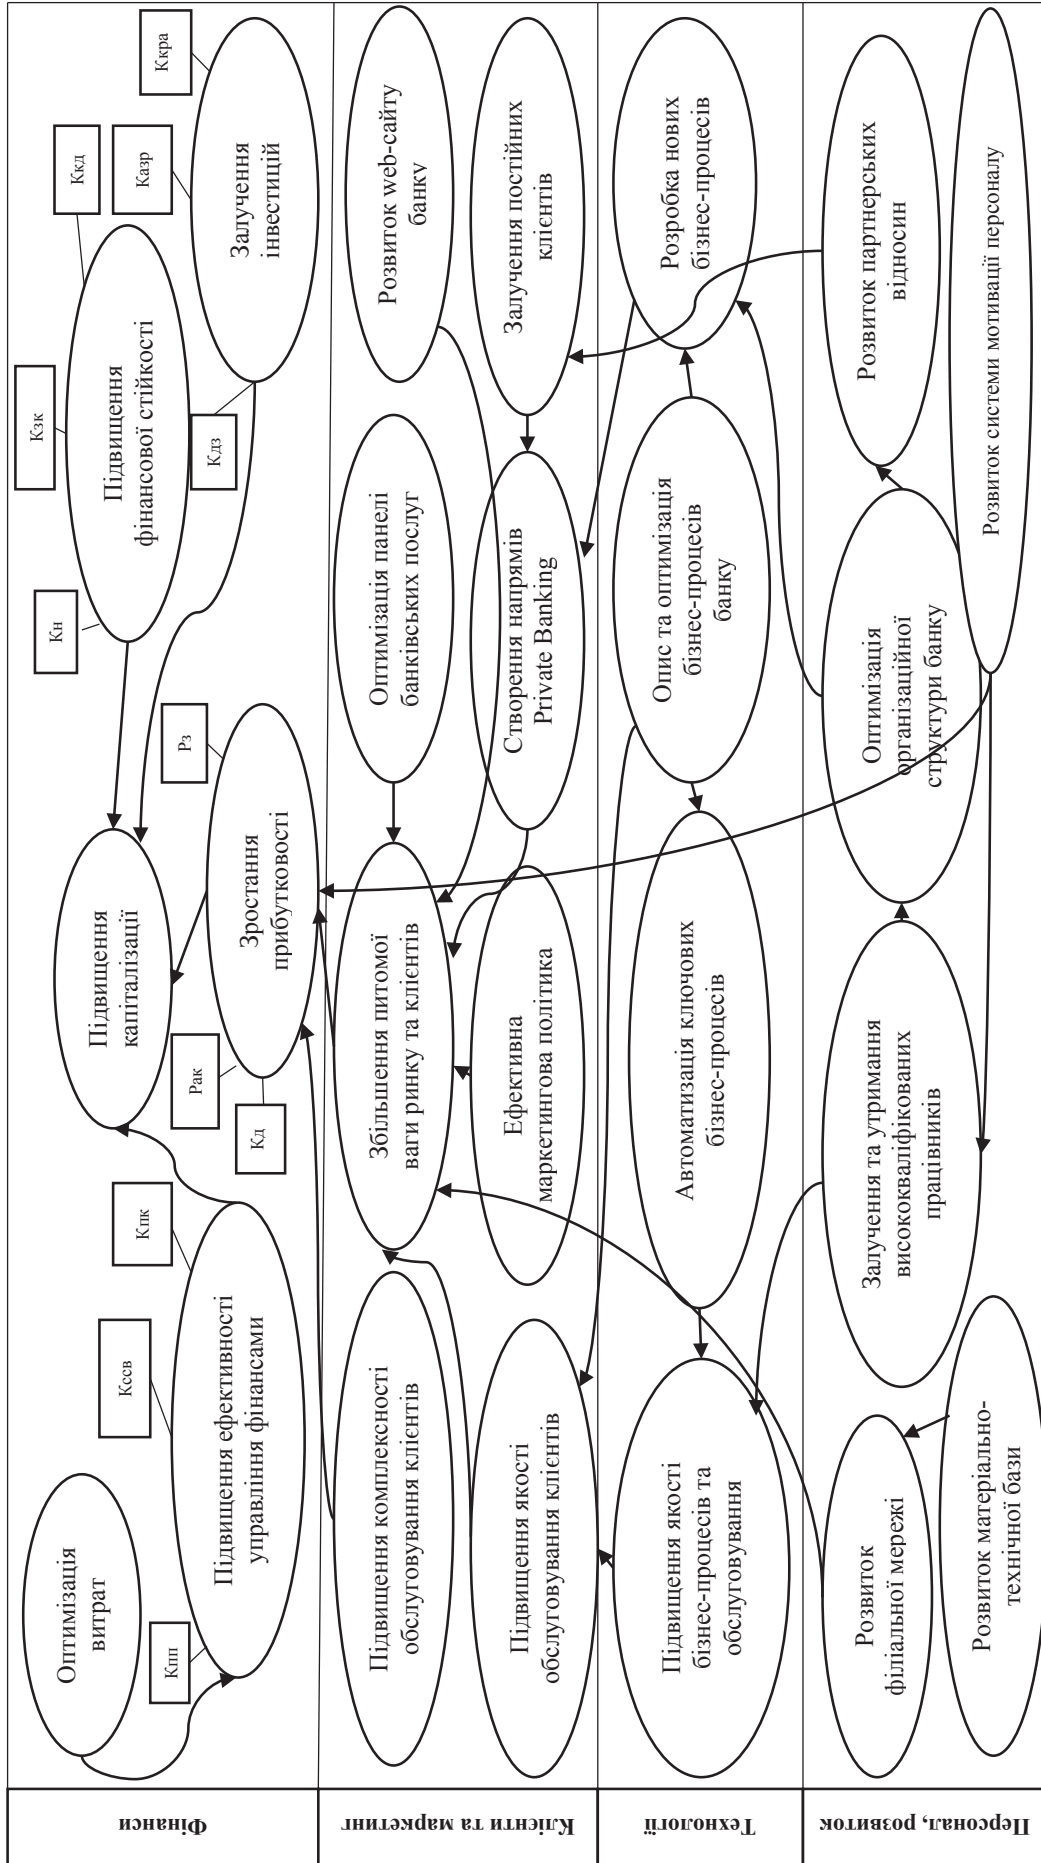 Фінанси
Оптимізація
витрат
Кпп
Підвищення ефективності
управління фінансами
Кссв
Кпк
Підвищення
капіталізації
Кд
Рак
Зростання
прибутковості
Рз
Кн
Підвищення
фінансової стійкості
Кзк
Ккд
Кдз
Казр
Залучення
інвестицій
Ккра
Клієнти та маркетинг
Підвищення комплексності
обслуговування клієнтів
Збільшення питомої
ваги ринку та клієнтів
Оптимізація панелі
банківських послуг
Розвиток web-сайту
банку
Підвищення якості
обслуговування клієнтів
Ефективна
маркетингова політика
Створення напрямів
Private Banking
Залучення постійних
клієнтів
Технології
Підвищення якості
бізнес-процесів та
обслуговування
Автоматизація ключових
бізнес-процесів
Опис та оптимізація
бізнес-процесів
банку
Розробка нових
бізнес-процесів
Персонал, розвиток
Розвиток
філіальної мережі
Залучення та утримання
висококваліфікованих
працівників
Оптимізація
організаційної
структури банку
Розвиток партнерських
відносин
Розвиток матеріально-
технічної бази
Розвиток системи мотивації персоналу